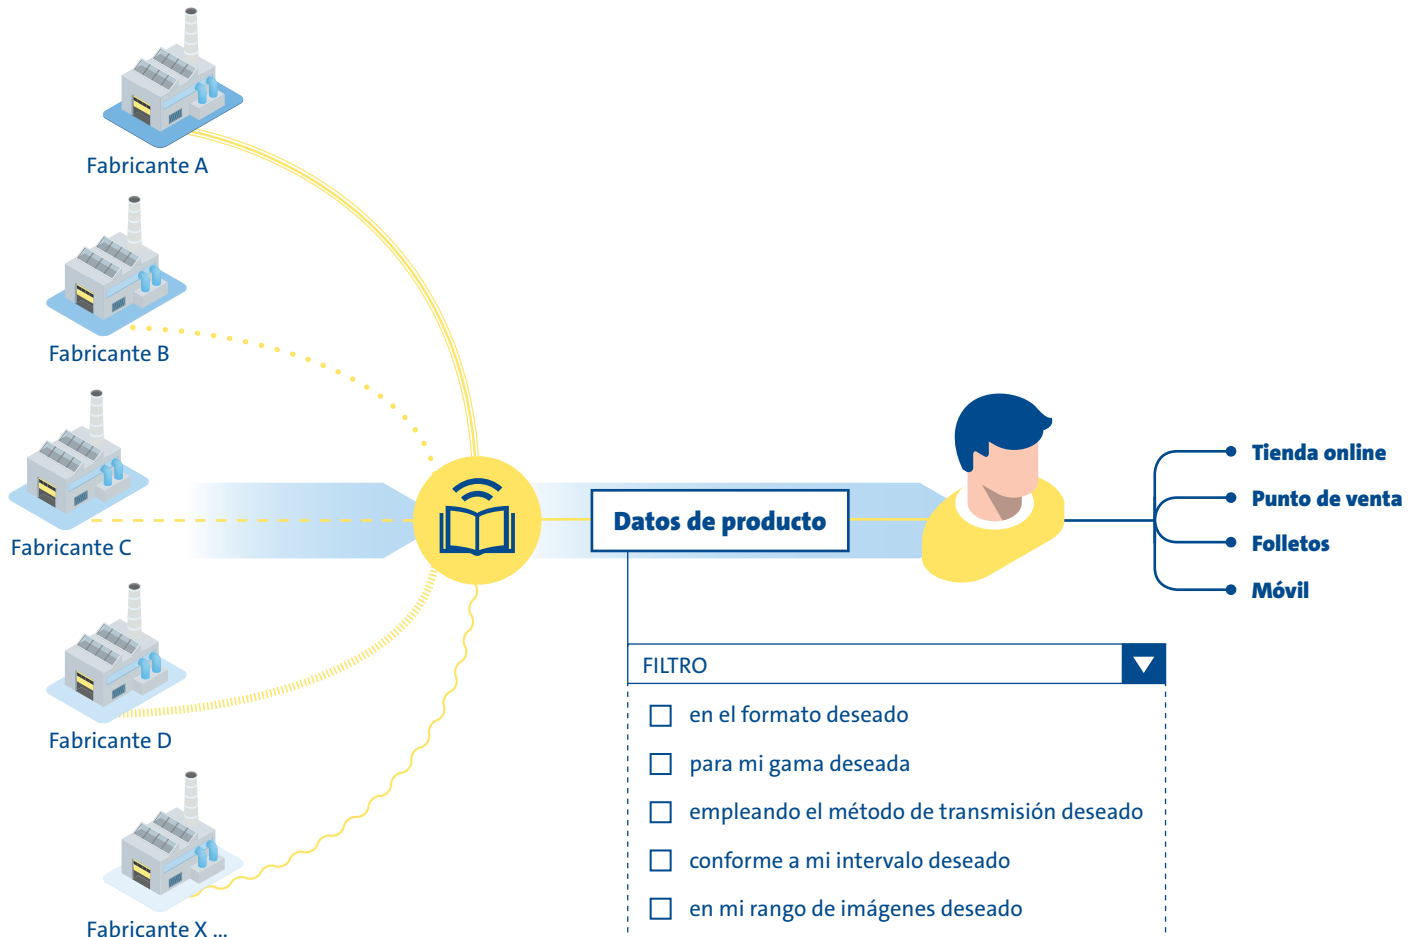 Fabricante A
Fabricante B
Fabricante C
Fabricante D
Fabricante X ...
Datos de producto
Tienda online
Punto de venta
Folletos
Móvil
FILTRO
en el formato deseado
para mi gama deseada
empleando el método de transmisión deseado
conforme a mi intervalo deseado
en mi rango de imágenes deseado